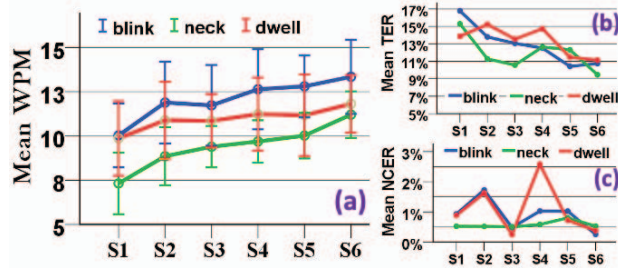 blink neck dwell
Mean WPM
15
13
10
8
5
S1 S2 S3 S4 S5 S6
(a)
Mean TER
17%
15%
13%
11%
9%
7%
5%
(b)
blink neck dwell
S1 S2 S3 S4 S5 S6
Mean NCER
blink neck dwell
3%
2%
1%
0%
(c)
S1 S2 S3 S4 S5 S6